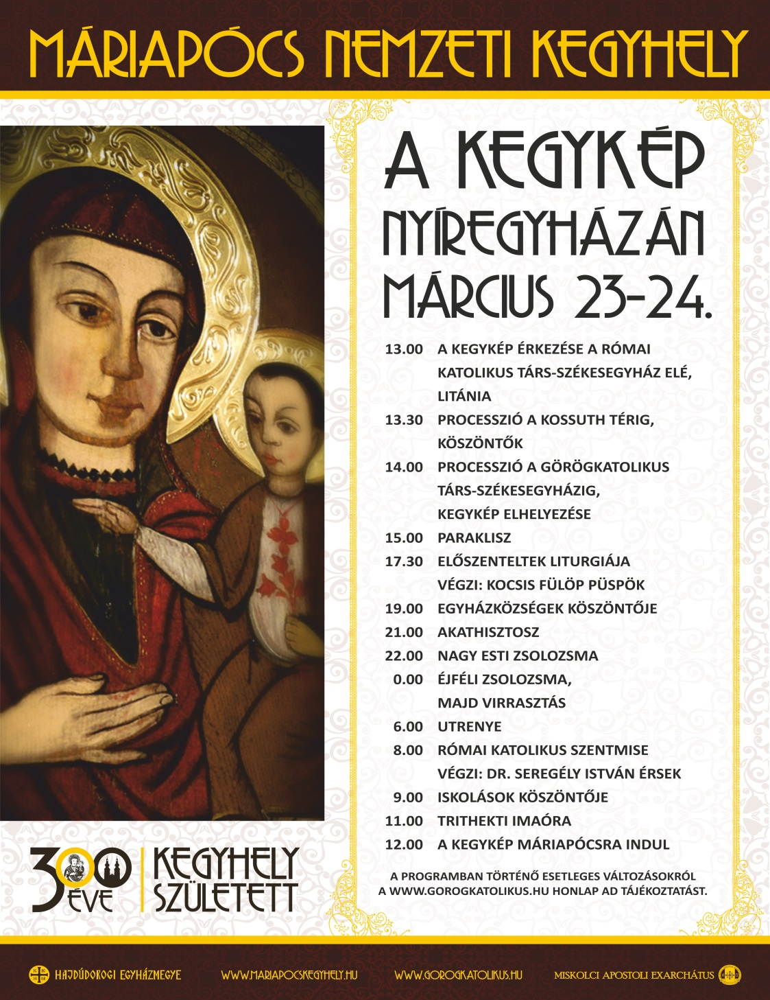 MÁRIAPÓCS NEMZETI KEGYHELY
A KEGYKÉP
NYÍREGYHÁZÁN
MÁRCIUS 23-24.
13.00 A KEGYKÉP ÉRKEZÉSE A RÓMAI
KATOLIKUS TÁRS-SZÉKESEGYHÁZ ELÉ,
LITÁNIA
13.30 PROCESSZIÓ A KOSSUTH TÉRIG,
KÖSZÖNTŐK
14.00 PROCESSZIÓ A GÖRÖGKATOLIKUS
TÁRS-SZÉKESEGYHÁZIG,
KEGYKÉP ELHELYEZÉSE
15.00 PARAKLISZ
17.30 ELŐSZENTELTEK LITURGIÁJA
VÉGZI: KOCSIS FÜLÖP PÜSPÖK
19.00 EGYHÁZKÖZSÉGEK KÖSZÖNTŐJE
21.00 AKATHISZTOSZ
22.00 NAGY ESTI ZSOLOZSMA
0.00 ÉJFÉLI ZSOLOZSMA,
MAJD VIRRASZTÁS
6.00 UTRENYE
8.00 RÓMAI KATOLIKUS SZENTMISE
VÉGZI: DR. SEREGÉLY ISTVÁN ÉRSEK
9.00 ISKOLÁSOK KÖSZÖNTŐJE
11.00 TRITHEKTI IMAÓRA
12.00 A KEGYKÉP MÁRIAPÓCSRA INDUL
A PROGRAMBAN TÖRTÉNŐ ESETLEGES VÁLTOZÁSOKRÓL
A WWW.GOROGKATOLIKUS.HU HONLAP AD TÁJÉKOZTATÁST.
300 ÉVE
KEGYHELY
SZÜLETETT
HAJDÚDOROGI EGYHÁZMEGYE
WWW.MARIAPOCSKEGYHELY.HU
WWW.GOROGKATOLIKUS.HU
MISKOLCI APOSTOLI EXARCHÁTUS